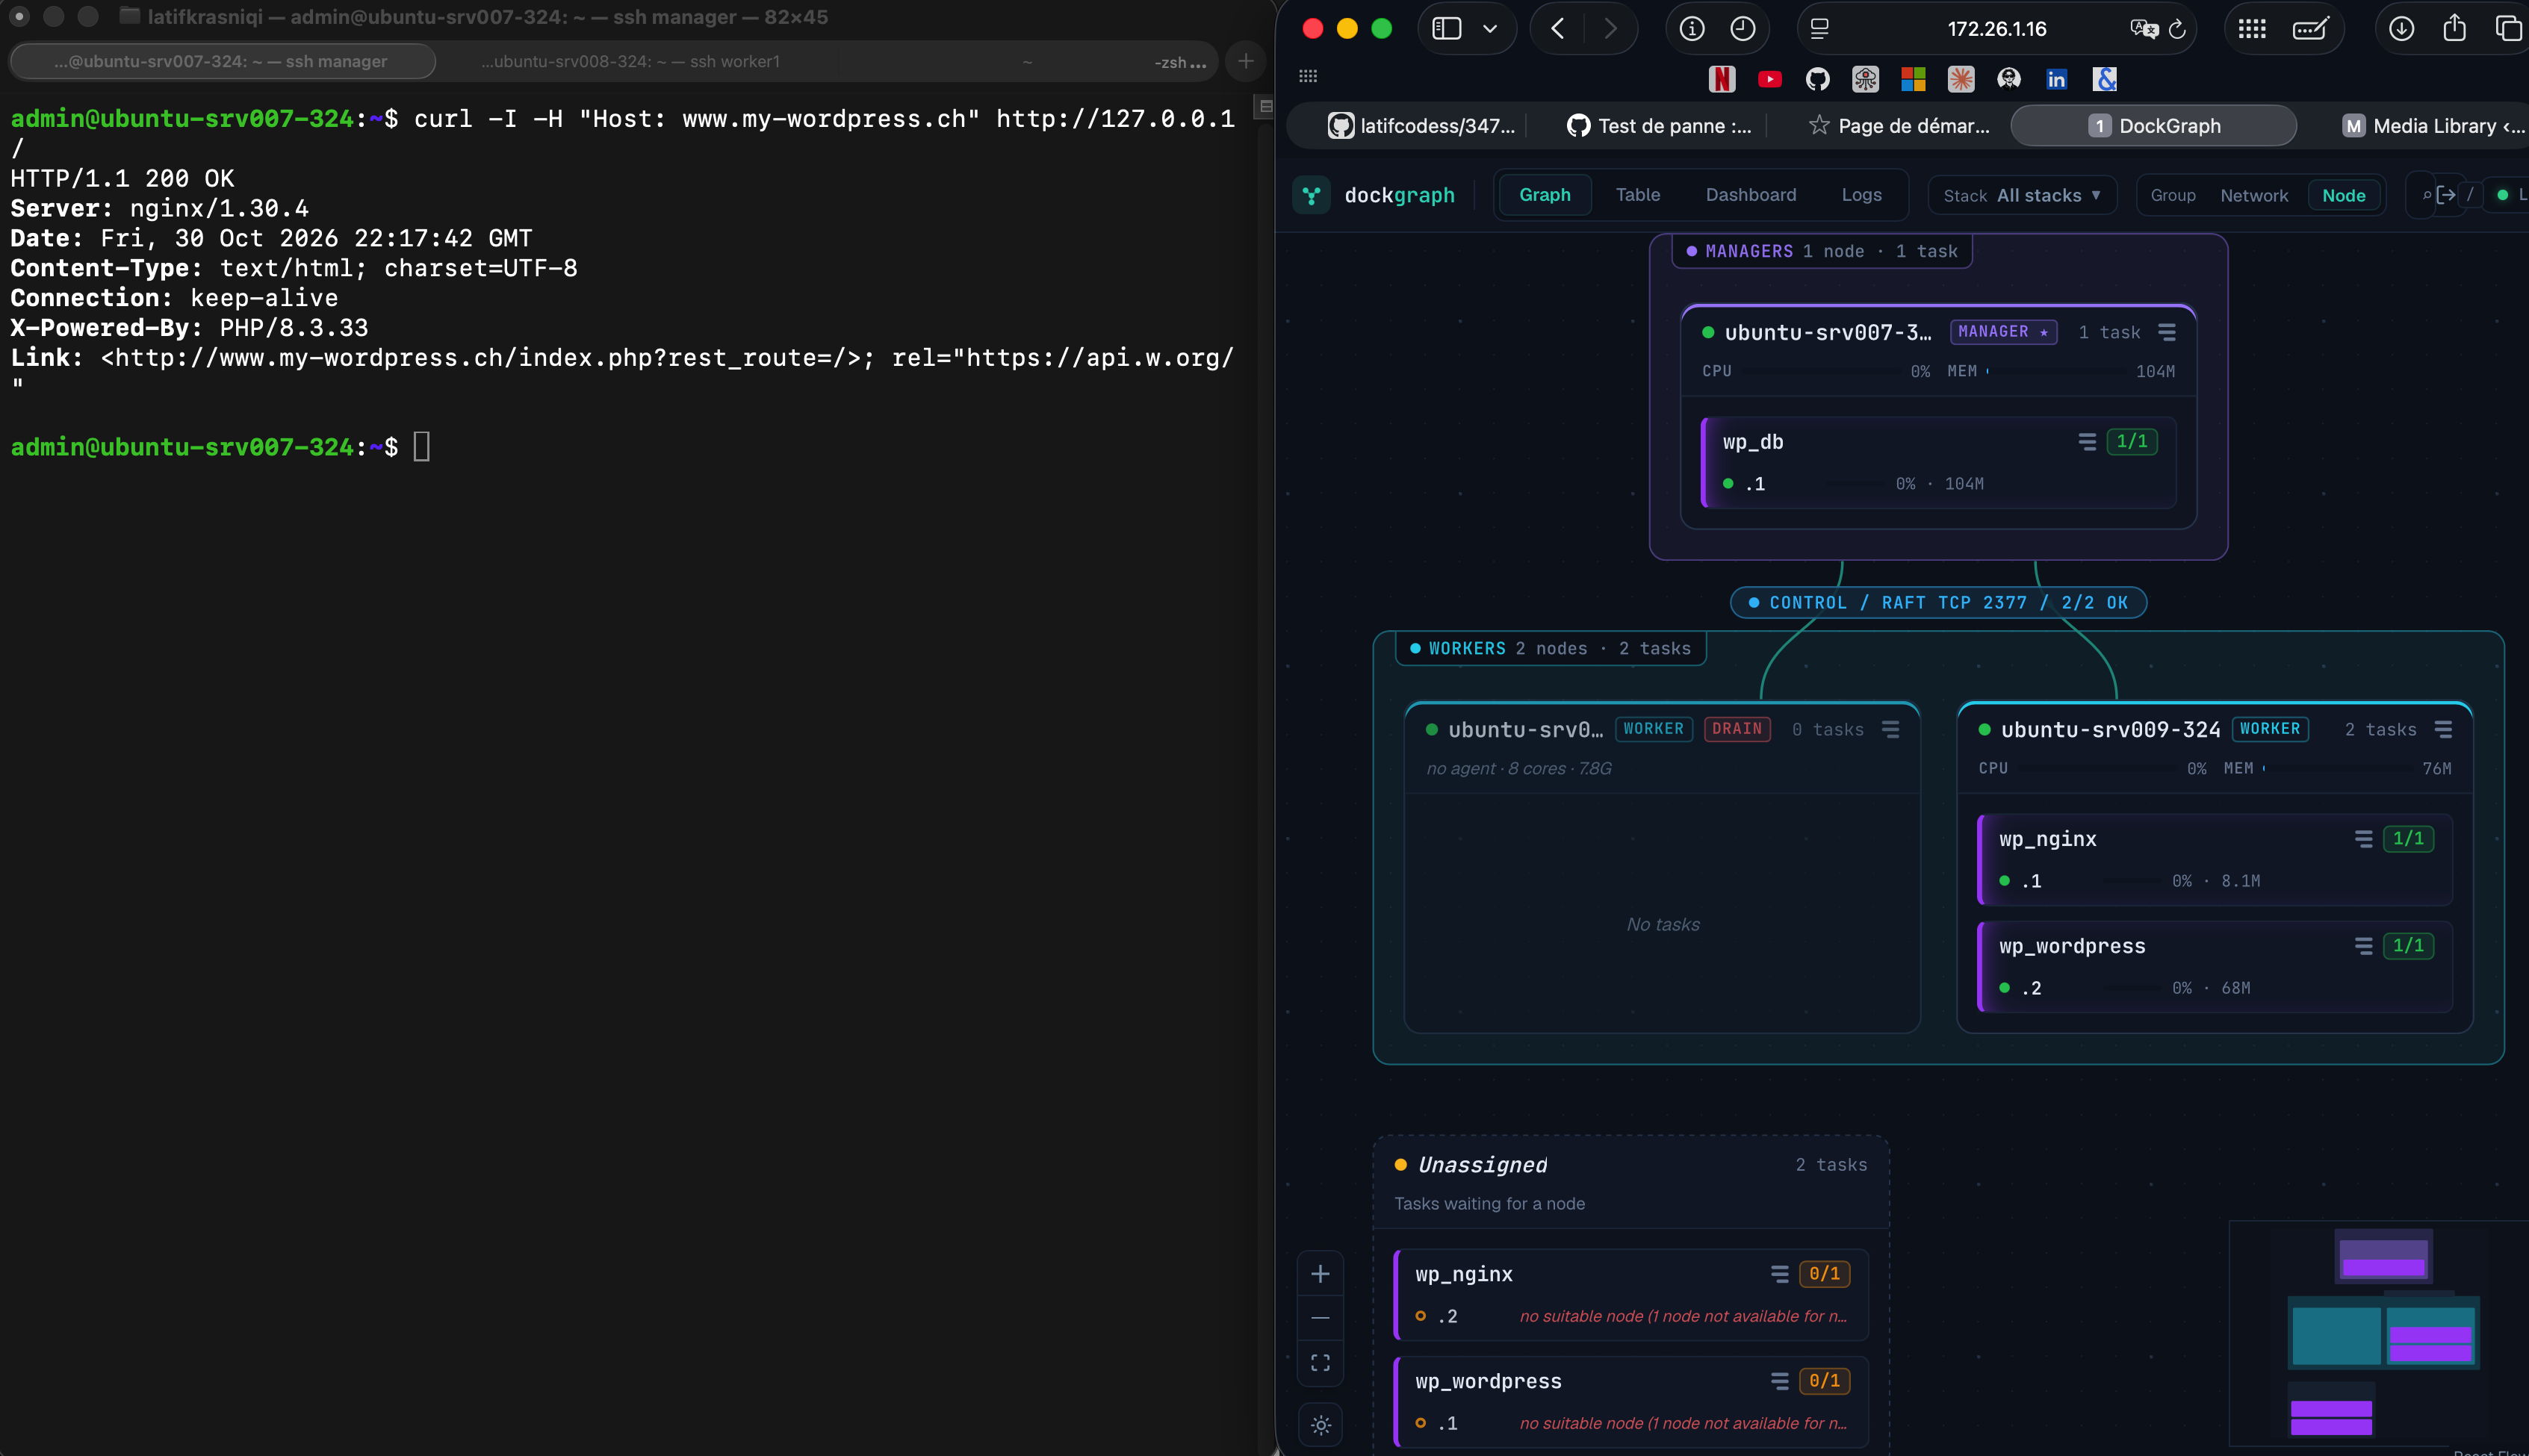 latifkrasniqi — admin@ubuntu-srv007-324: ~ — ssh manager — 82×45
...@ubuntu-srv007-324: ~ — ssh manager
...ubuntu-srv008-324: ~ — ssh worker1
~
-zsh ...
admin@ubuntu-srv007-324:~$ curl -I -H "Host: www.my-wordpress.ch" http://127.0.0.1
/
HTTP/1.1 200 OK
Server: nginx/1.30.4
Date: Fri, 30 Oct 2026 22:17:42 GMT
Content-Type: text/html; charset=UTF-8
Connection: keep-alive
X-Powered-By: PHP/8.3.33
Link: <http://www.my-wordpress.ch/index.php?rest_route=/>; rel="https://api.w.org/
"
admin@ubuntu-srv007-324:~$
172.26.1.16
latifcodess/347...
Test de panne :...
Page de démar...
1 DockGraph
M Media Library ‹...
dockgraph
Graph Table Dashboard Logs
Stack All stacks ▾
Group Network Node
/
MANAGERS 1 node · 1 task
ubuntu-srv007-3... MANAGER ★ 1 task
CPU 0% MEM 104M
wp_db 1/1
.1 0% · 104M
CONTROL / RAFT TCP 2377 / 2/2 OK
WORKERS 2 nodes · 2 tasks
ubuntu-srv0... WORKER DRAIN 0 tasks
no agent · 8 cores · 7.8G
No tasks
ubuntu-srv009-324 WORKER 2 tasks
CPU 0% MEM 76M
wp_nginx 1/1
.1 0% · 8.1M
wp_wordpress 1/1
.2 0% · 68M
Unassigned 2 tasks
Tasks waiting for a node
wp_nginx 0/1
.2 no suitable node (1 node not available for n...
wp_wordpress 0/1
.1 no suitable node (1 node not available for n...